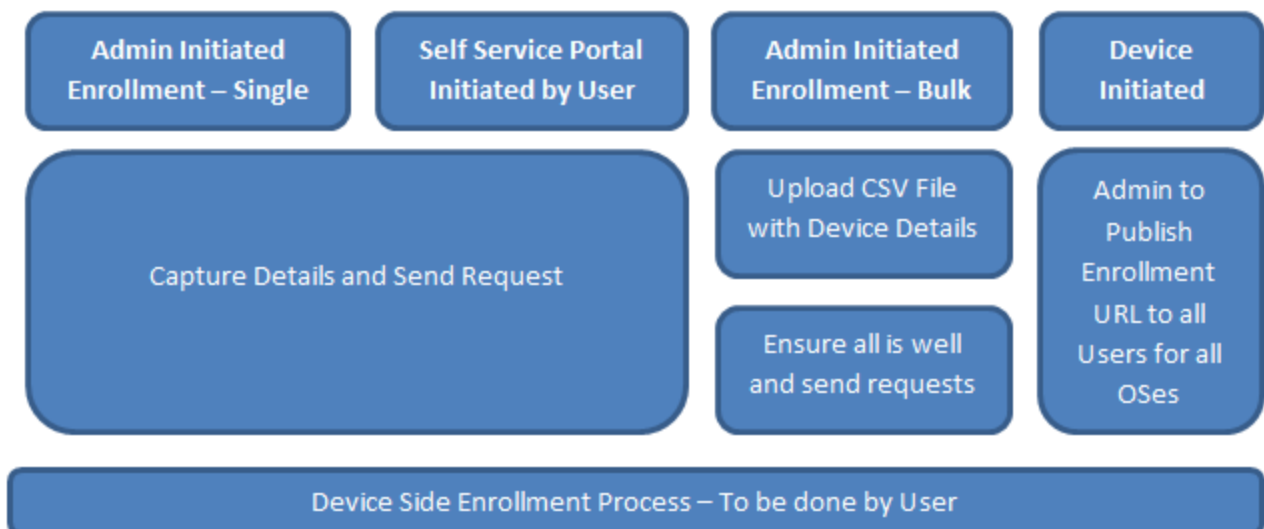 Admin Initiated
Enrollment – Single
Self Service Portal
Initiated by User
Admin Initiated
Enrollment – Bulk
Device
Initiated
Capture Details and Send Request
Upload CSV File
with Device Details
Ensure all is well
and send requests
Admin to
Publish
Enrollment
URL to all
Users for all
OSes
Device Side Enrollment Process – To be done by User